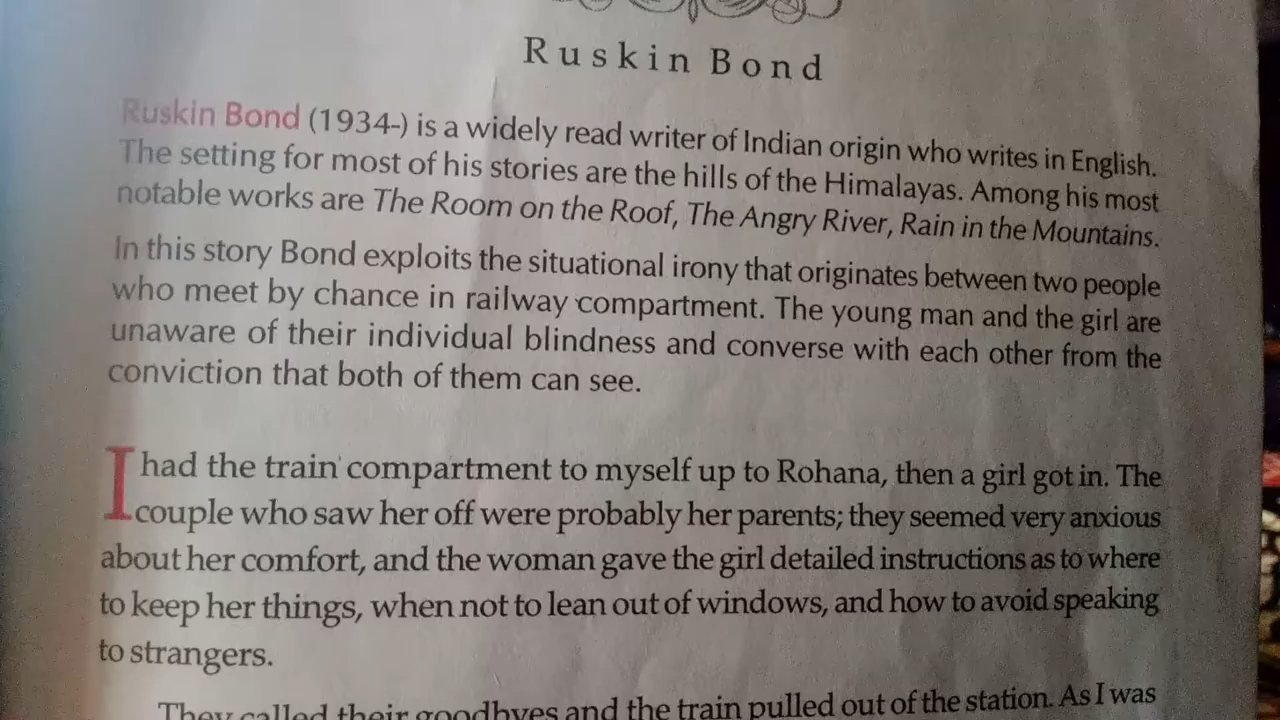 Ruskin Bond
Ruskin Bond (1934-) is a widely read writer of Indian origin who writes in English.
The setting for most of his stories are the hills of the Himalayas. Among his most
notable works are The Room on the Roof, The Angry River, Rain in the Mountains.
In this story Bond exploits the situational irony that originates between two people
who meet by chance in railway compartment. The young man and the girl are
unaware of their individual blindness and converse with each other from the
conviction that both of them can see.
I had the train compartment to myself up to Rohana, then a girl got in. The
couple who saw her off were probably her parents; they seemed very anxious
about her comfort, and the woman gave the girl detailed instructions as to where
to keep her things, when not to lean out of windows, and how to avoid speaking
to strangers.
They called their goodbyes and the train pulled out of the station. As I was